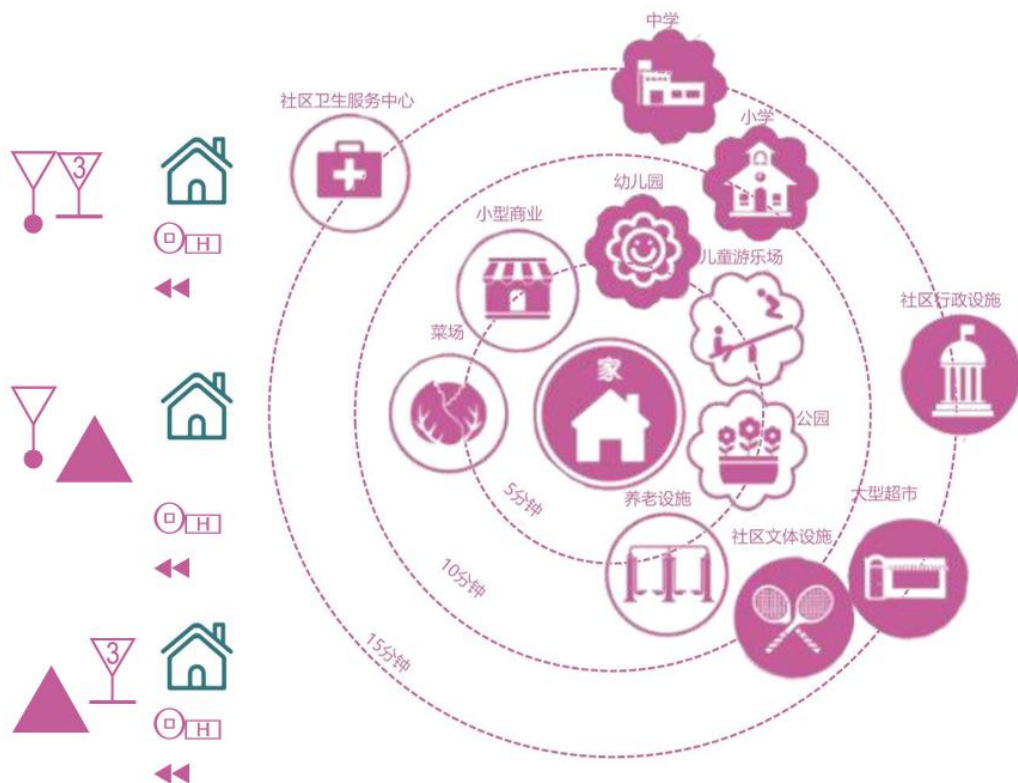 中学
社区卫生服务中心
小学
3
幼儿园
小型商业
H
儿童游乐场
社区行政设施
菜场
家
公园
5分钟
养老设施
大型超市
社区文体设施
H
10分钟
15分钟
3
H